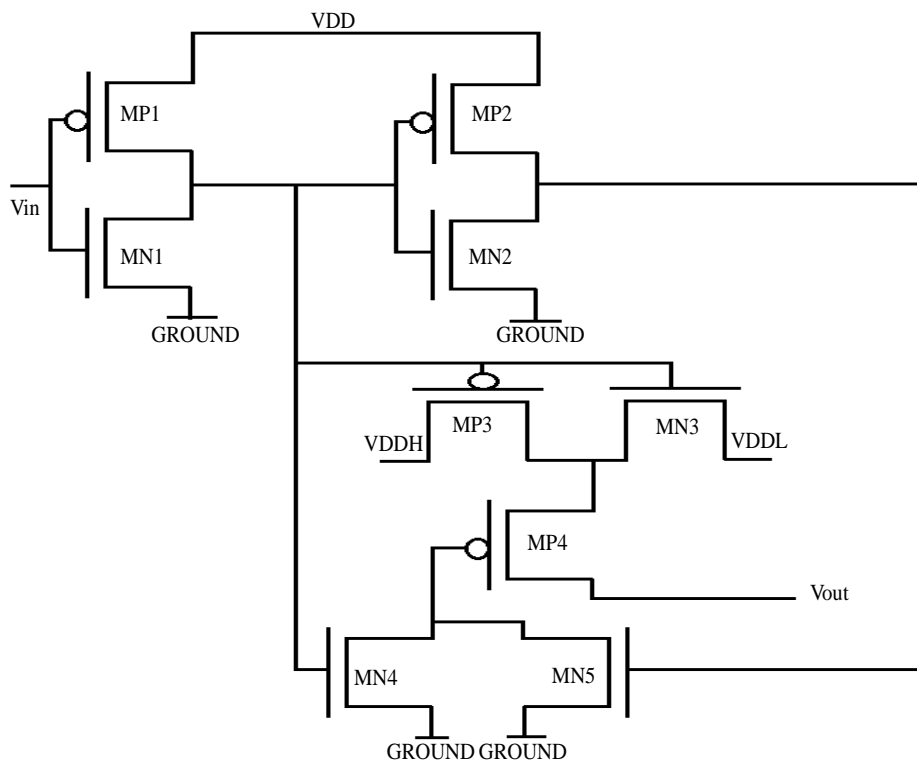 VDD
MP1
MP2
Vin
MN1
MN2
GROUND
GROUND
MP3
MN3
VDDH
VDDL
MP4
Vout
MN4
MN5
GROUND
GROUND